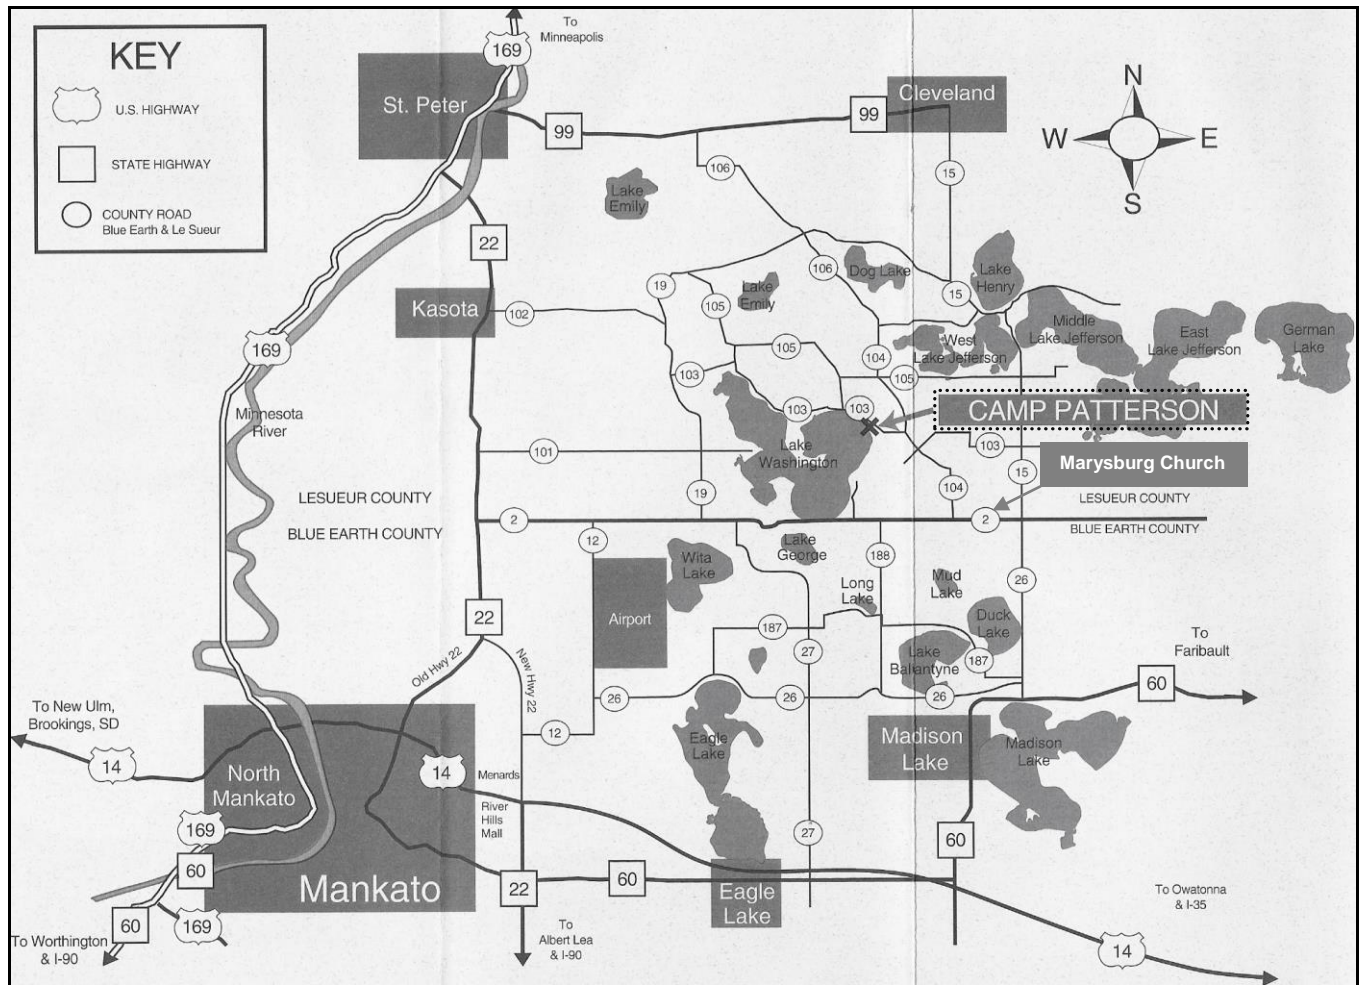 To
Minneapolis
169
KEY
U.S. HIGHWAY
STATE HIGHWAY
COUNTY ROAD
Blue Earth & Le Sueur
St. Peter
99
99
Cleveland
N
W
E
S
106
15
Lake
Emily
22
106
Dog Lake
Lake
Henry
19
105
Lake
Emily
15
Kasota
102
Middle
Lake Jefferson
East
Lake Jefferson
German
Lake
169
105
104
West
Lake Jefferson
103
105
Minnesota
River
103
103
CAMP PATTERSON
Lake
Washington
101
103
Marysburg Church
15
19
104
LESUEUR COUNTY
LESUEUR COUNTY
2
2
BLUE EARTH COUNTY
BLUE EARTH COUNTY
12
Lake
George
188
Wita
Lake
Long
Lake
Mud
Lake
26
22
Airport
Duck
Lake
187
27
Lake
Ballantyne
187
To
Faribault
Old Hwy 22
New Hwy 22
26
26
26
60
To New Ulm,
Brookings, SD
12
Eagle
Lake
Madison
Lake
Madison
Lake
14
North
Mankato
14
Menards
River
Hills
Mall
169
27
60
60
Mankato
22
60
Eagle
Lake
To Owatonna
& I-35
60
169
To
Albert Lea
& I-90
To Worthington
& I-90
14